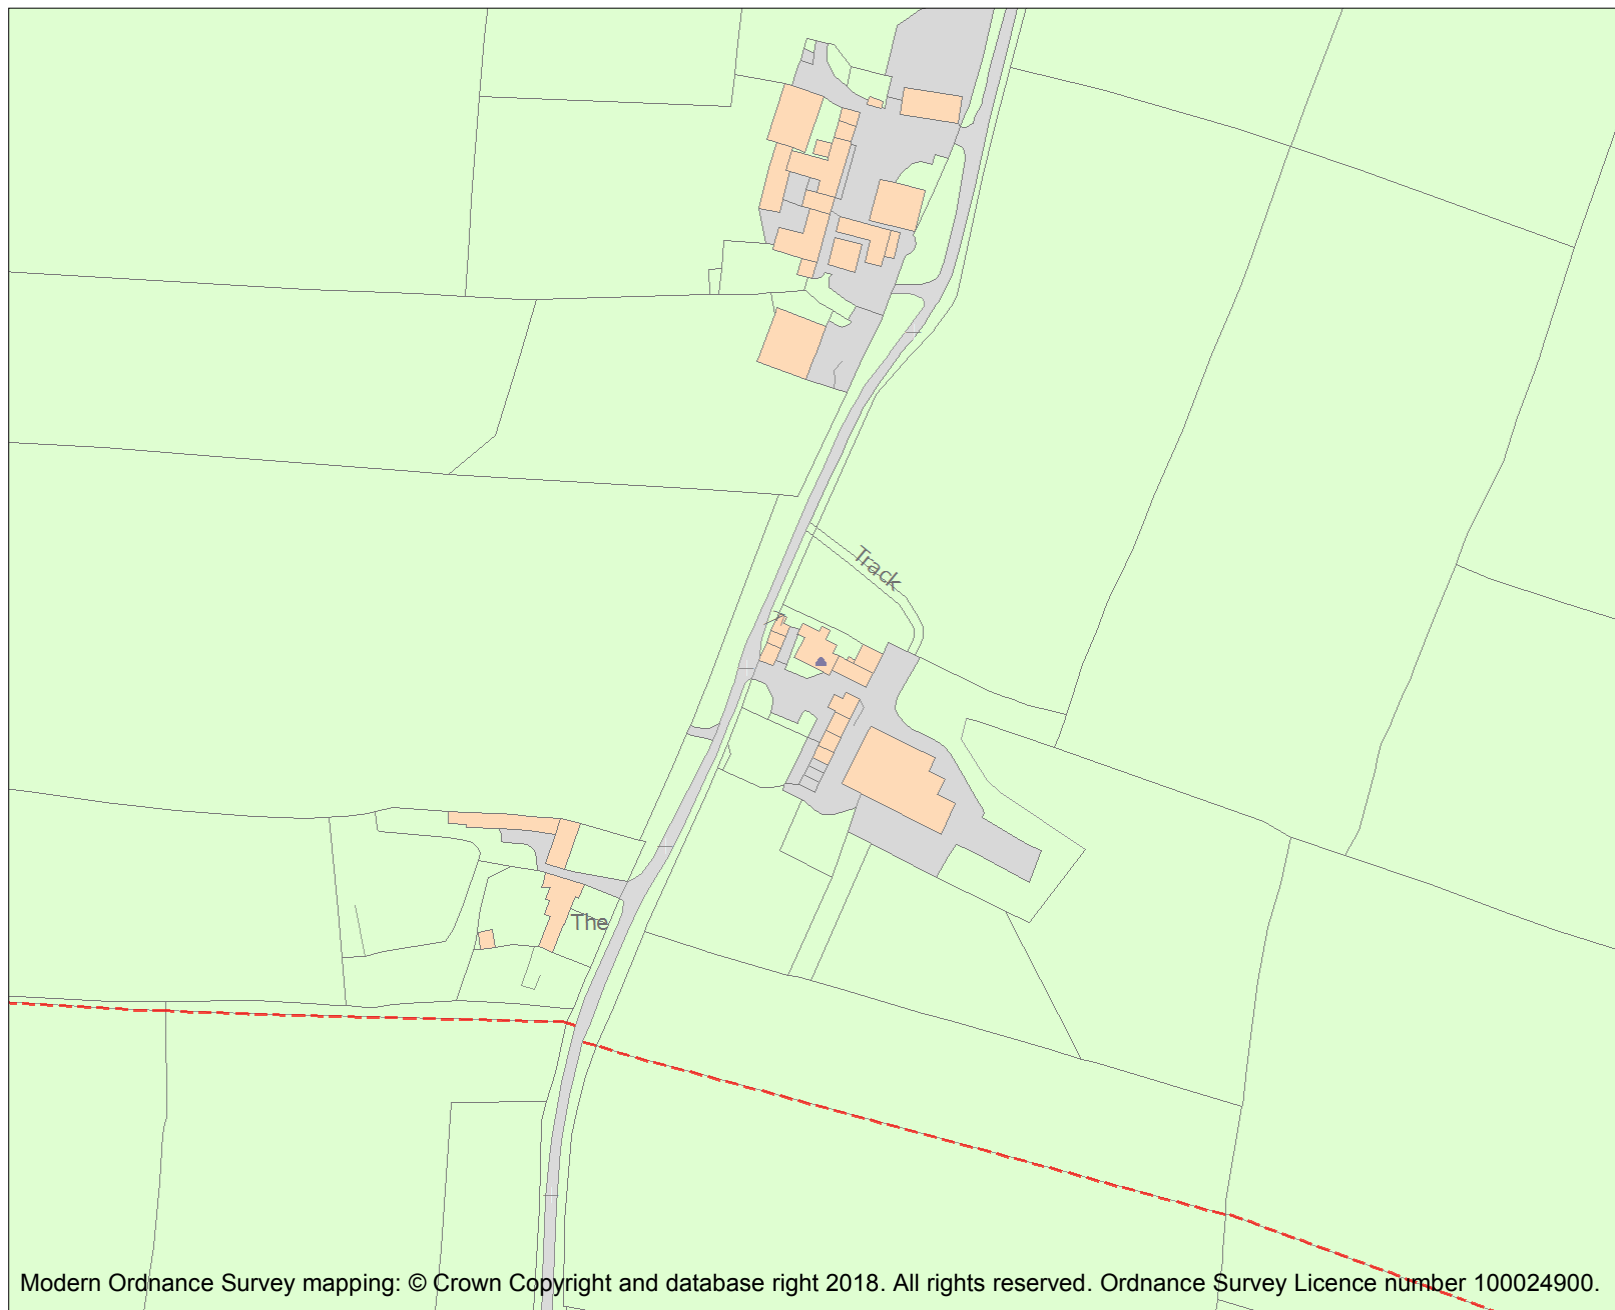 Track
The
Modern Ordnance Survey mapping: © Crown Copyright and database right 2018. All rights reserved. Ordnance Survey Licence number 100024900.